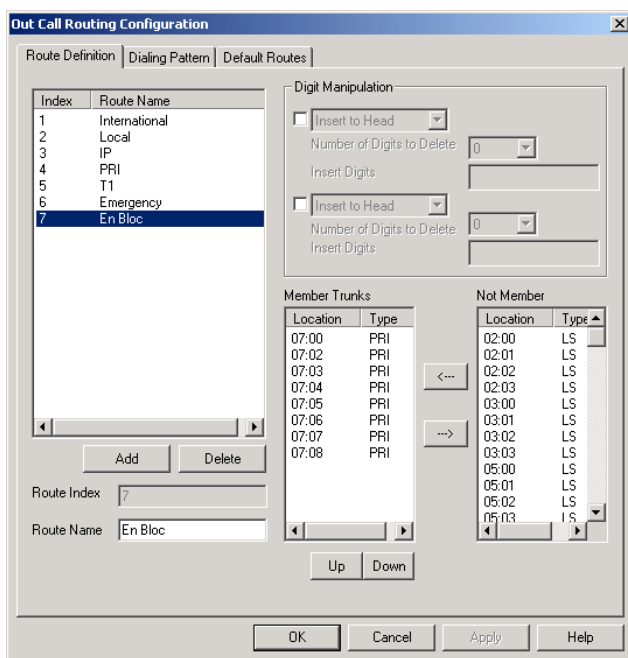 Out Call Routing Configuration
Route Definition Dialing Pattern Default Routes
Index Route Name
1 International
2 Local
3 IP
4 PRI
5 T1
6 Emergency
7 En Bloc
Add Delete
Route Index 7
Route Name En Bloc
Digit Manipulation
Insert to Head
Number of Digits to Delete 0
Insert Digits
Insert to Head
Number of Digits to Delete 0
Insert Digits
Member Trunks
Location Type
07:00 PRI
07:02 PRI
07:03 PRI
07:04 PRI
07:05 PRI
07:06 PRI
07:07 PRI
07:08 PRI
<---
--->
Up Down
Not Member
Location Type
02:00 LS
02:01 LS
02:02 LS
02:03 LS
03:00 LS
03:01 LS
03:02 LS
03:03 LS
05:00 LS
05:01 LS
05:02 LS
05:03 LS
OK Cancel Apply Help